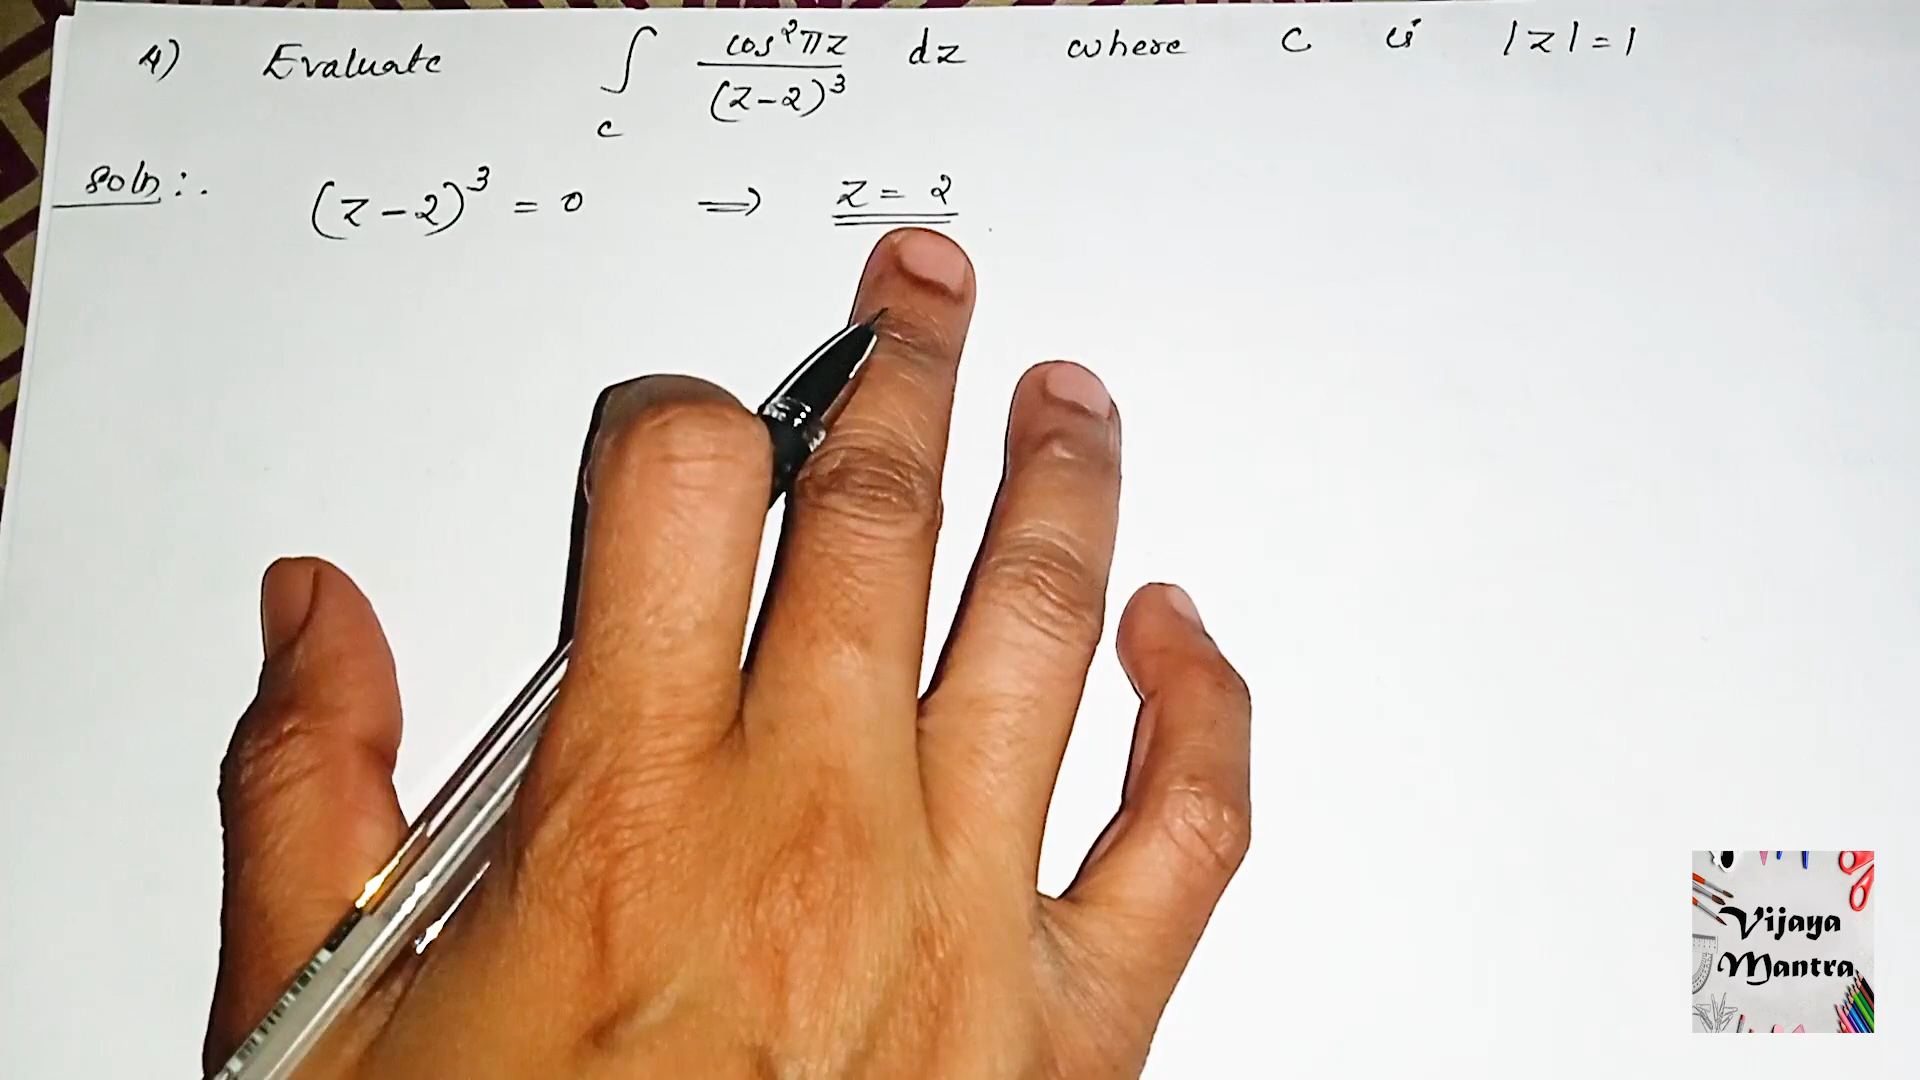 4) Evaluate ∫_C cos²πz / (z-2)³ dz where C is |z|=1
Soln:. (z-2)³ = 0 ⟹ z = 2
Vijaya
Mantra